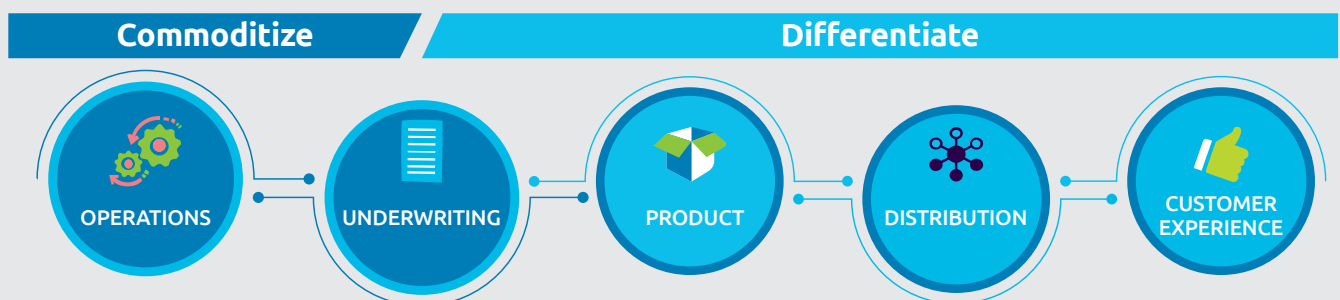 Commoditize
Differentiate
OPERATIONS
UNDERWRITING
PRODUCT
DISTRIBUTION
CUSTOMER
EXPERIENCE